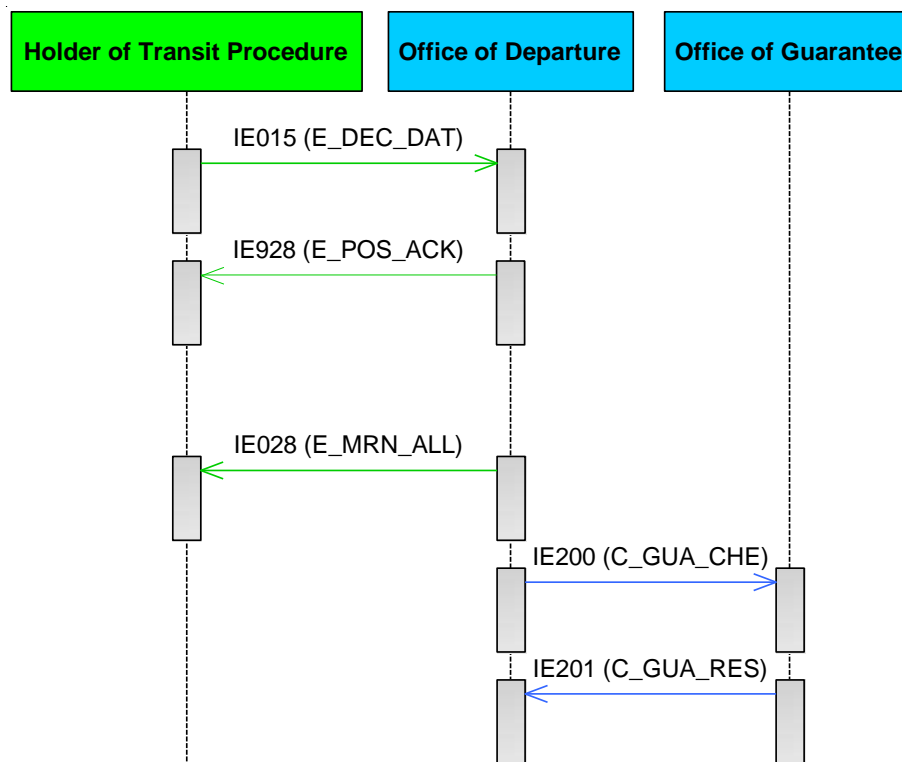 Holder of Transit Procedure
Office of Departure
Office of Guarantee
IE015 (E_DEC_DAT)
IE928 (E_POS_ACK)
IE028 (E_MRN_ALL)
IE200 (C_GUA_CHE)
IE201 (C_GUA_RES)